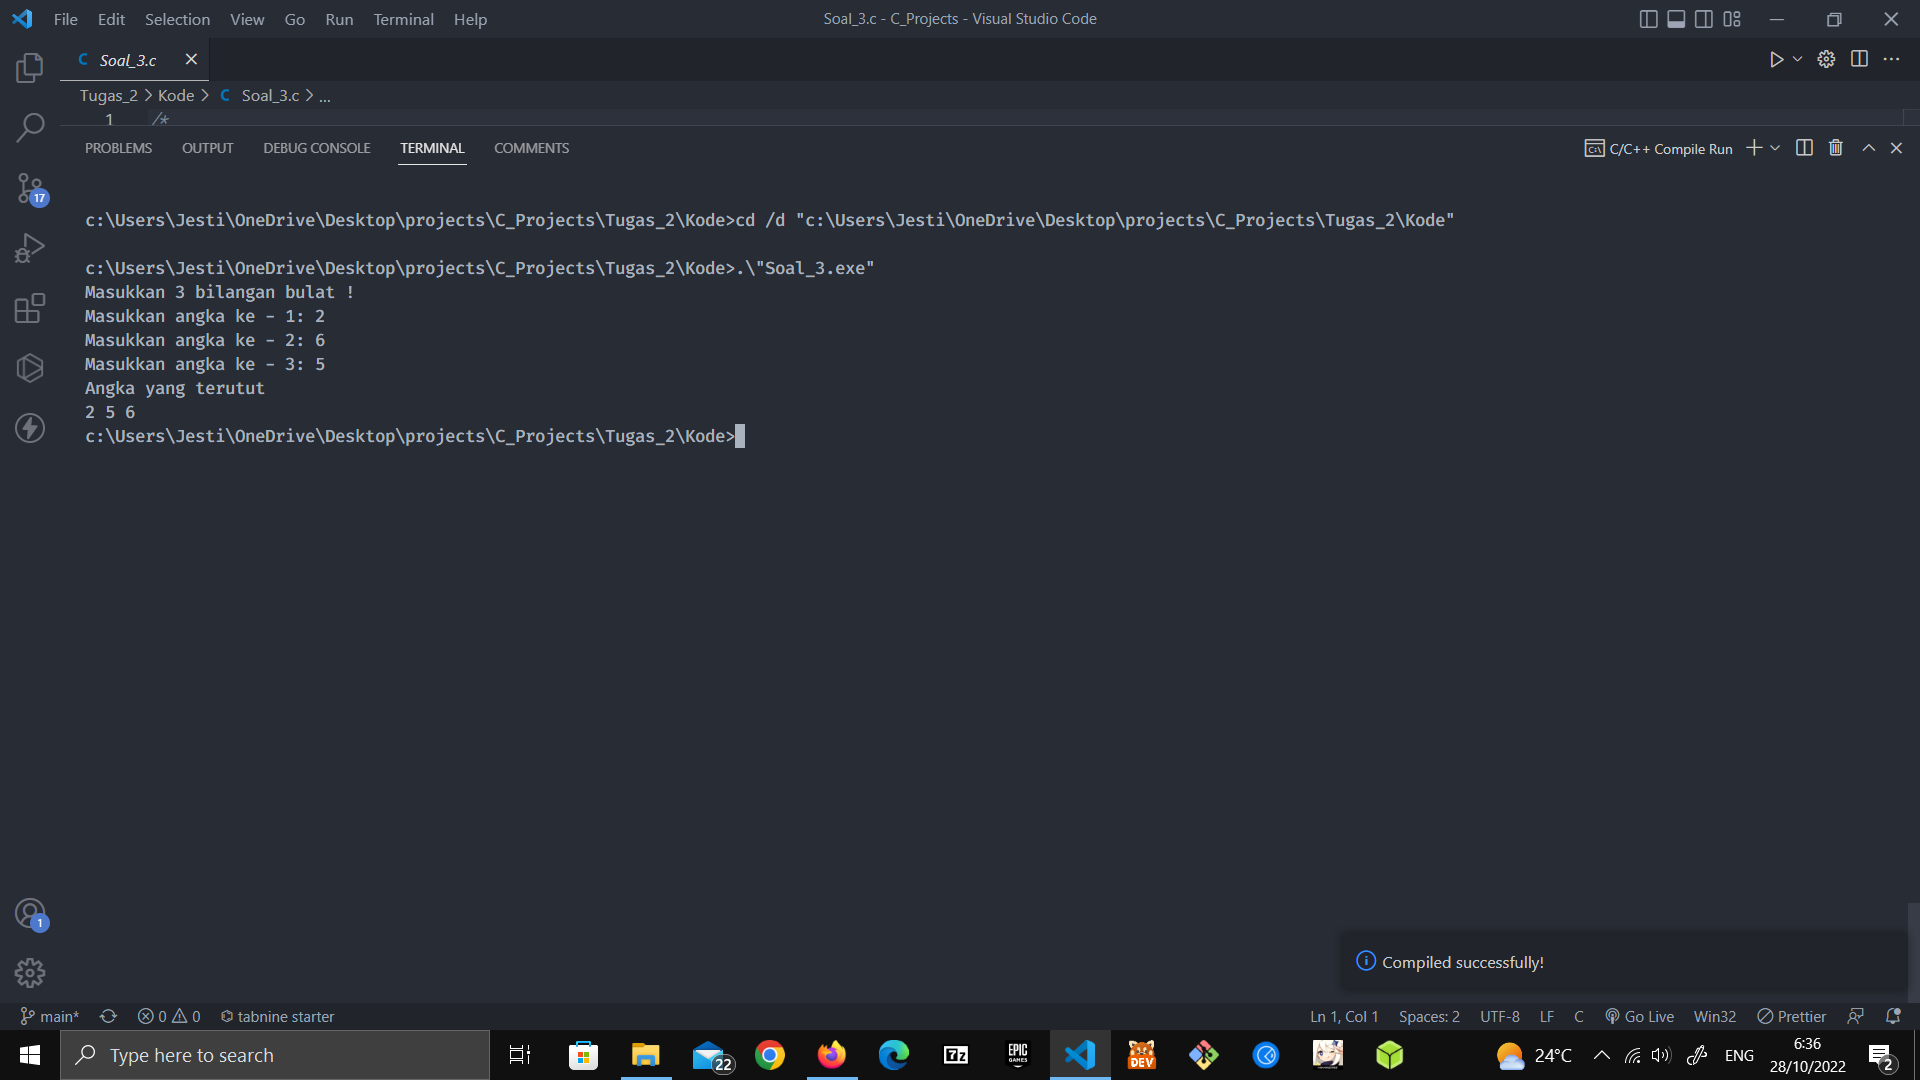 File Edit Selection View Go Run Terminal Help
Soal_3.c - C_Projects - Visual Studio Code
C Soal_3.c
Tugas_2 > Kode > C Soal_3.c > ...
1 /*
PROBLEMS OUTPUT DEBUG CONSOLE TERMINAL COMMENTS
C/C++ Compile Run
17
c:\Users\Jesti\OneDrive\Desktop\projects\C_Projects\Tugas_2\Kode>cd /d "c:\Users\Jesti\OneDrive\Desktop\projects\C_Projects\Tugas_2\Kode"
c:\Users\Jesti\OneDrive\Desktop\projects\C_Projects\Tugas_2\Kode>.\"Soal_3.exe"
Masukkan 3 bilangan bulat !
Masukkan angka ke - 1: 2
Masukkan angka ke - 2: 6
Masukkan angka ke - 3: 5
Angka yang terutut
2 5 6
c:\Users\Jesti\OneDrive\Desktop\projects\C_Projects\Tugas_2\Kode>
1
Compiled successfully!
main* 0 0 tabnine starter
Ln 1, Col 1 Spaces: 2 UTF-8 LF C Go Live Win32 Prettier
Type here to search
22
7z
EPIC GAMES
DEV
24°C
ENG
6:36
28/10/2022
2